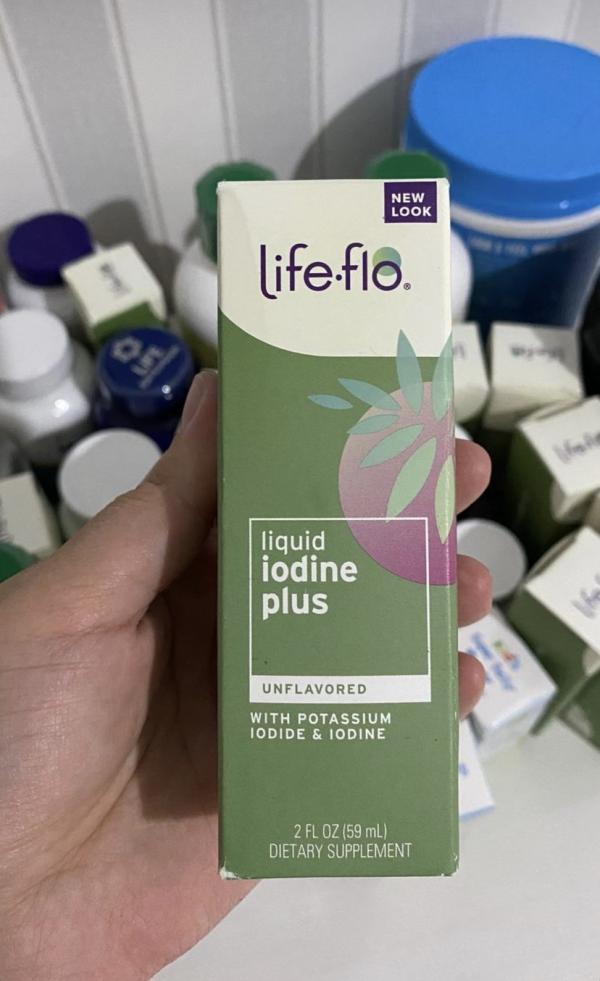 NEW
LOOK
life·flo®
liquid
iodine
plus
UNFLAVORED
WITH POTASSIUM
IODIDE & IODINE
2 FL OZ (59 mL)
DIETARY SUPPLEMENT
LIFE